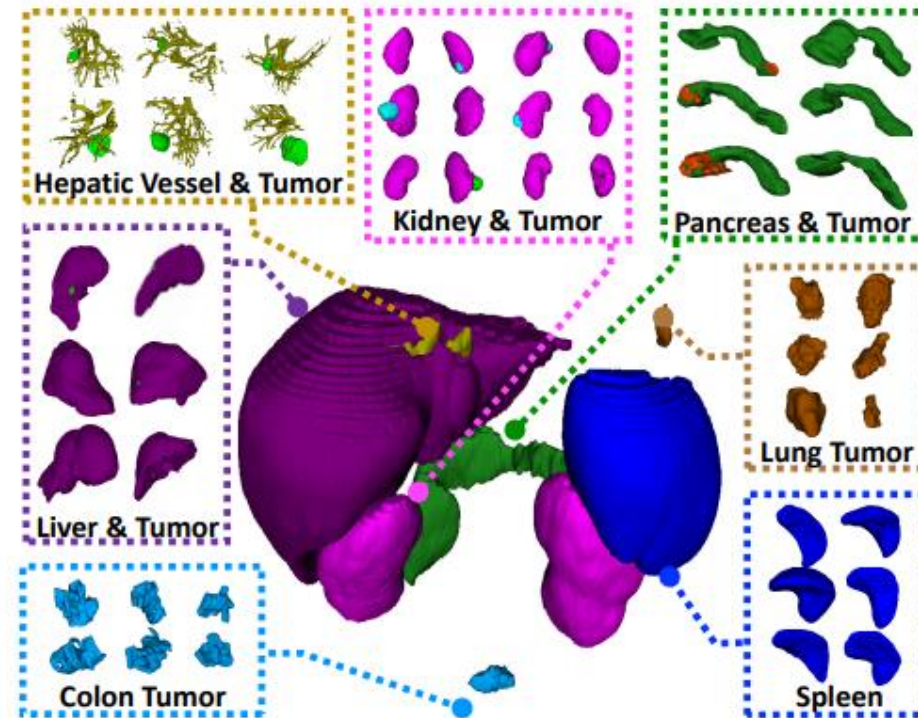 Hepatic Vessel & Tumor
Kidney & Tumor
Pancreas & Tumor
Liver & Tumor
Lung Tumor
Colon Tumor
Spleen